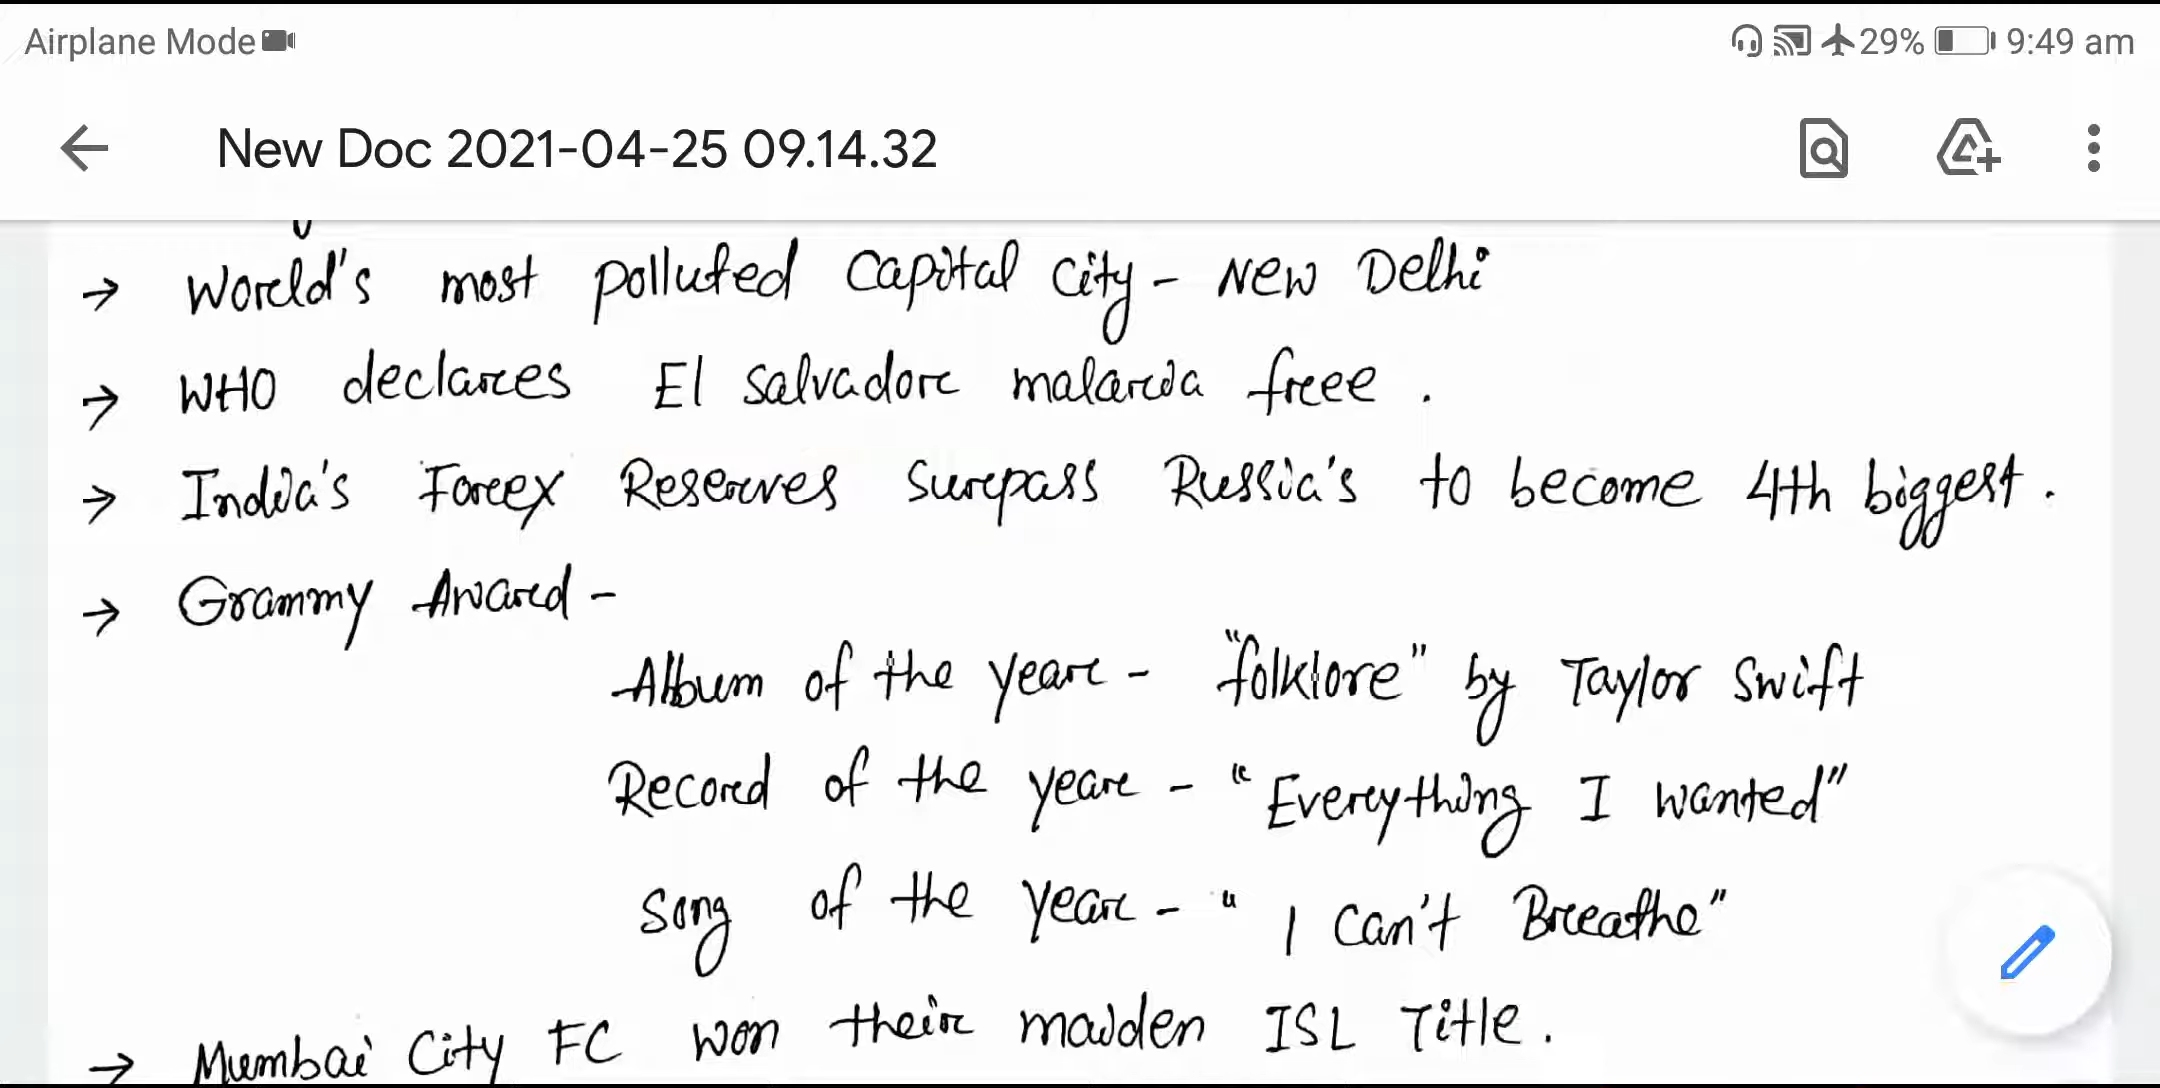 Airplane Mode 29% 9:49 am
New Doc 2021-04-25 09.14.32
→ World's most polluted Capital City - New Delhi
→ WHO declares El Salvadore malaria free .
→ India's Forex Reserves Surpass Russia's to become 4th biggest .
→ Grammy Award -
Album of the year - "folklore" by Taylor Swift
Record of the year - "Everything I wanted"
Song of the year - " I Can't Breathe"
→ Mumbai City FC won their maiden ISL Title .